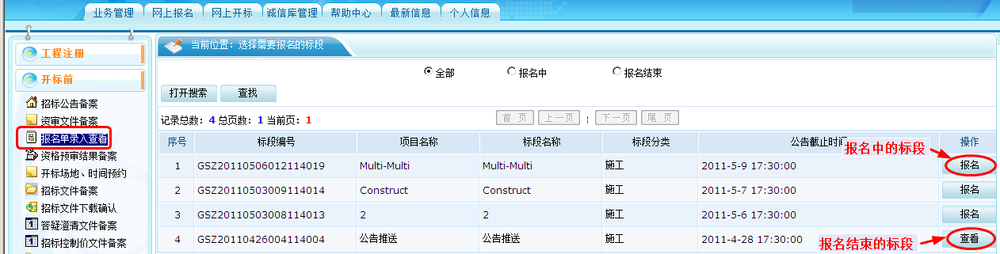 业务管理 网上报名 网上开标 诚信库管理 帮助中心 最新信息 个人信息
工程注册
开标前
招标公告备案
资审文件备案
报名单录入查看
资格预审结果备案
开标场地、时间预约
招标文件备案
招标文件下载确认
答疑澄清文件备案
招标控制价文件备案
当前位置：选择需要报名的标段
全部 报名中 报名结束
打开搜索 查找
记录总数：4 总页数：1 当前页：1 首 页 上一页 ¦ 下一页 尾 页
序号 标段编号 项目名称 标段名称 标段分类 公告截止时间 操作
报名中的标段
1 GSZ20110506012114019 Multi-Multi Multi-Multi 施工 2011-5-9 17:30:00 报名
2 GSZ20110503009114014 Construct Construct 施工 2011-5-7 17:30:00 报名
3 GSZ20110503008114013 2 2 施工 2011-5-6 17:30:00 报名
4 GSZ20110426004114004 公告推送 公告推送 施工 2011-4-28 17:30:00 查看
报名结束的标段